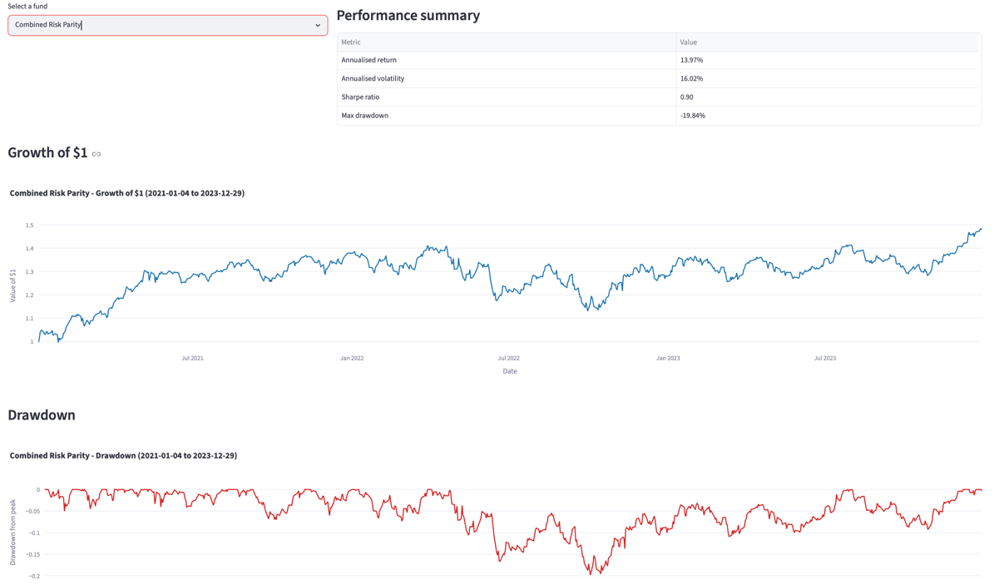 Select a fund
Combined Risk Parity
Performance summary
Metric Value
Annualised return 13.97%
Annualised volatility 16.02%
Sharpe ratio 0.90
Max drawdown -19.84%
Growth of $1
Combined Risk Parity - Growth of $1 (2021-01-04 to 2023-12-29)
Value of $1
1.5
1.4
1.3
1.2
1.1
1
Jul 2021 Jan 2022 Jul 2022 Jan 2023 Jul 2023
Date
Drawdown
Combined Risk Parity - Drawdown (2021-01-04 to 2023-12-29)
Drawdown from peak
0
−0.05
−0.1
−0.15
−0.2